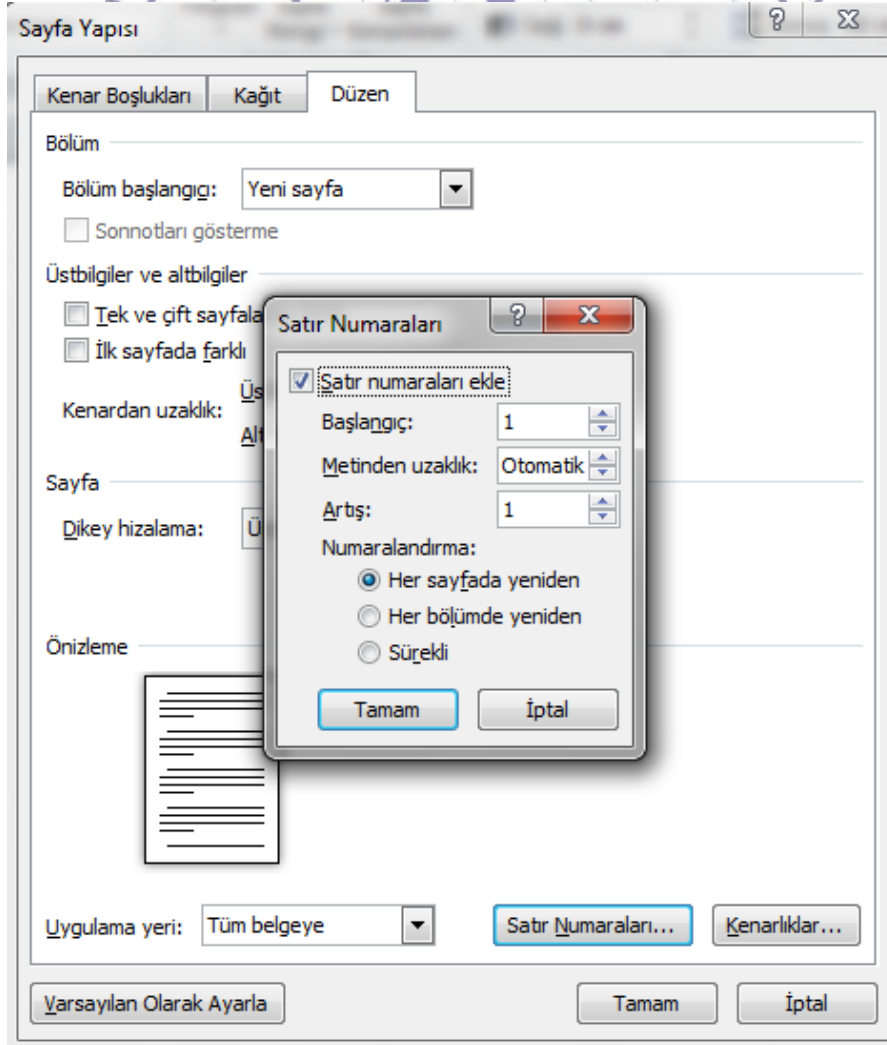 Sayfa Yapısı
Kenar Boşlukları Kağıt Düzen
Bölüm
Bölüm başlangıcı: Yeni sayfa
Sonnotları gösterme
Üstbilgiler ve altbilgiler
Tek ve çift sayfala
İlk sayfada farklı
Kenardan uzaklık: Üs
Alt
Sayfa
Dikey hizalama: Ü
Önizleme
Satır Numaraları
Satır numaraları ekle
Başlangıç: 1
Metinden uzaklık: Otomatik
Artış: 1
Numaralandırma:
Her sayfada yeniden
Her bölümde yeniden
Sürekli
Tamam İptal
Uygulama yeri: Tüm belgeye Satır Numaraları... Kenarlıklar...
Varsayılan Olarak Ayarla Tamam İptal